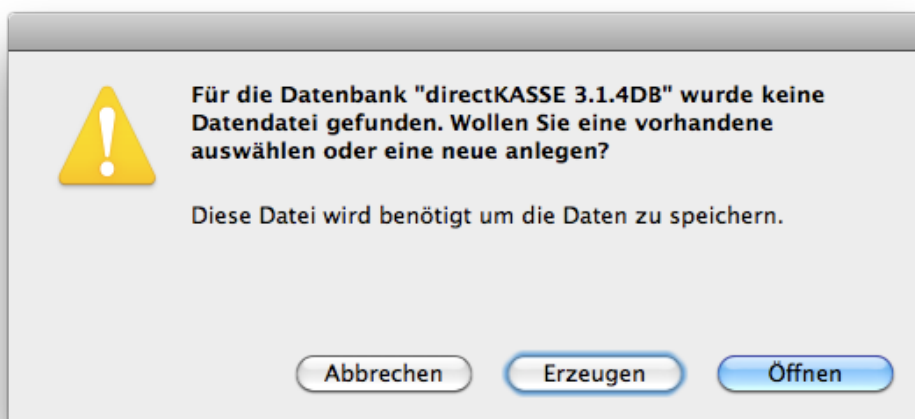 Für die Datenbank "directKASSE 3.1.4DB" wurde keine
Datendatei gefunden. Wollen Sie eine vorhandene
auswählen oder eine neue anlegen?
Diese Datei wird benötigt um die Daten zu speichern.
Abbrechen Erzeugen Öffnen